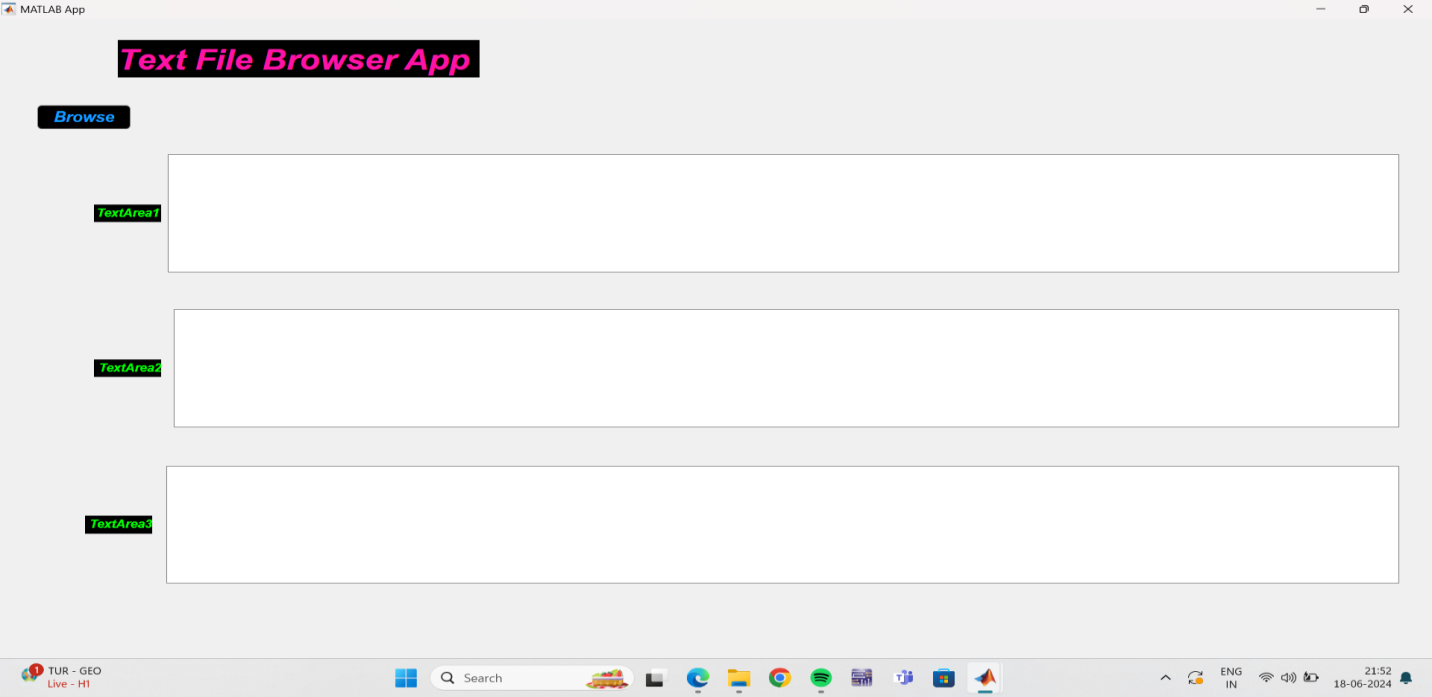 MATLAB App
Text File Browser App
Browse
TextArea1
TextArea2
TextArea3
1
TUR - GEO
Live - H1
Search
ENG
IN
21:52
18-06-2024